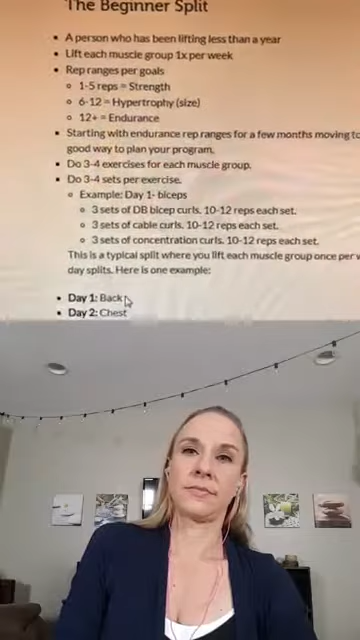 The Beginner Split
• A person who has been lifting less than a year
• Lift each muscle group 1x per week
• Rep ranges per goals
○ 1-5 reps = Strength
○ 6-12 = Hypertrophy (size)
○ 12+ = Endurance
• Starting with endurance rep ranges for a few months moving to
good way to plan your program.
• Do 3-4 exercises for each muscle group.
• Do 3-4 sets per exercise.
○ Example: Day 1- biceps
○ 3 sets of DB bicep curls. 10-12 reps each set.
○ 3 sets of cable curls. 10-12 reps each set.
○ 3 sets of concentration curls. 10-12 reps each set.
This is a typical split where you lift each muscle group once per
day splits. Here is one example:
• Day 1: Back
• Day 2: Chest